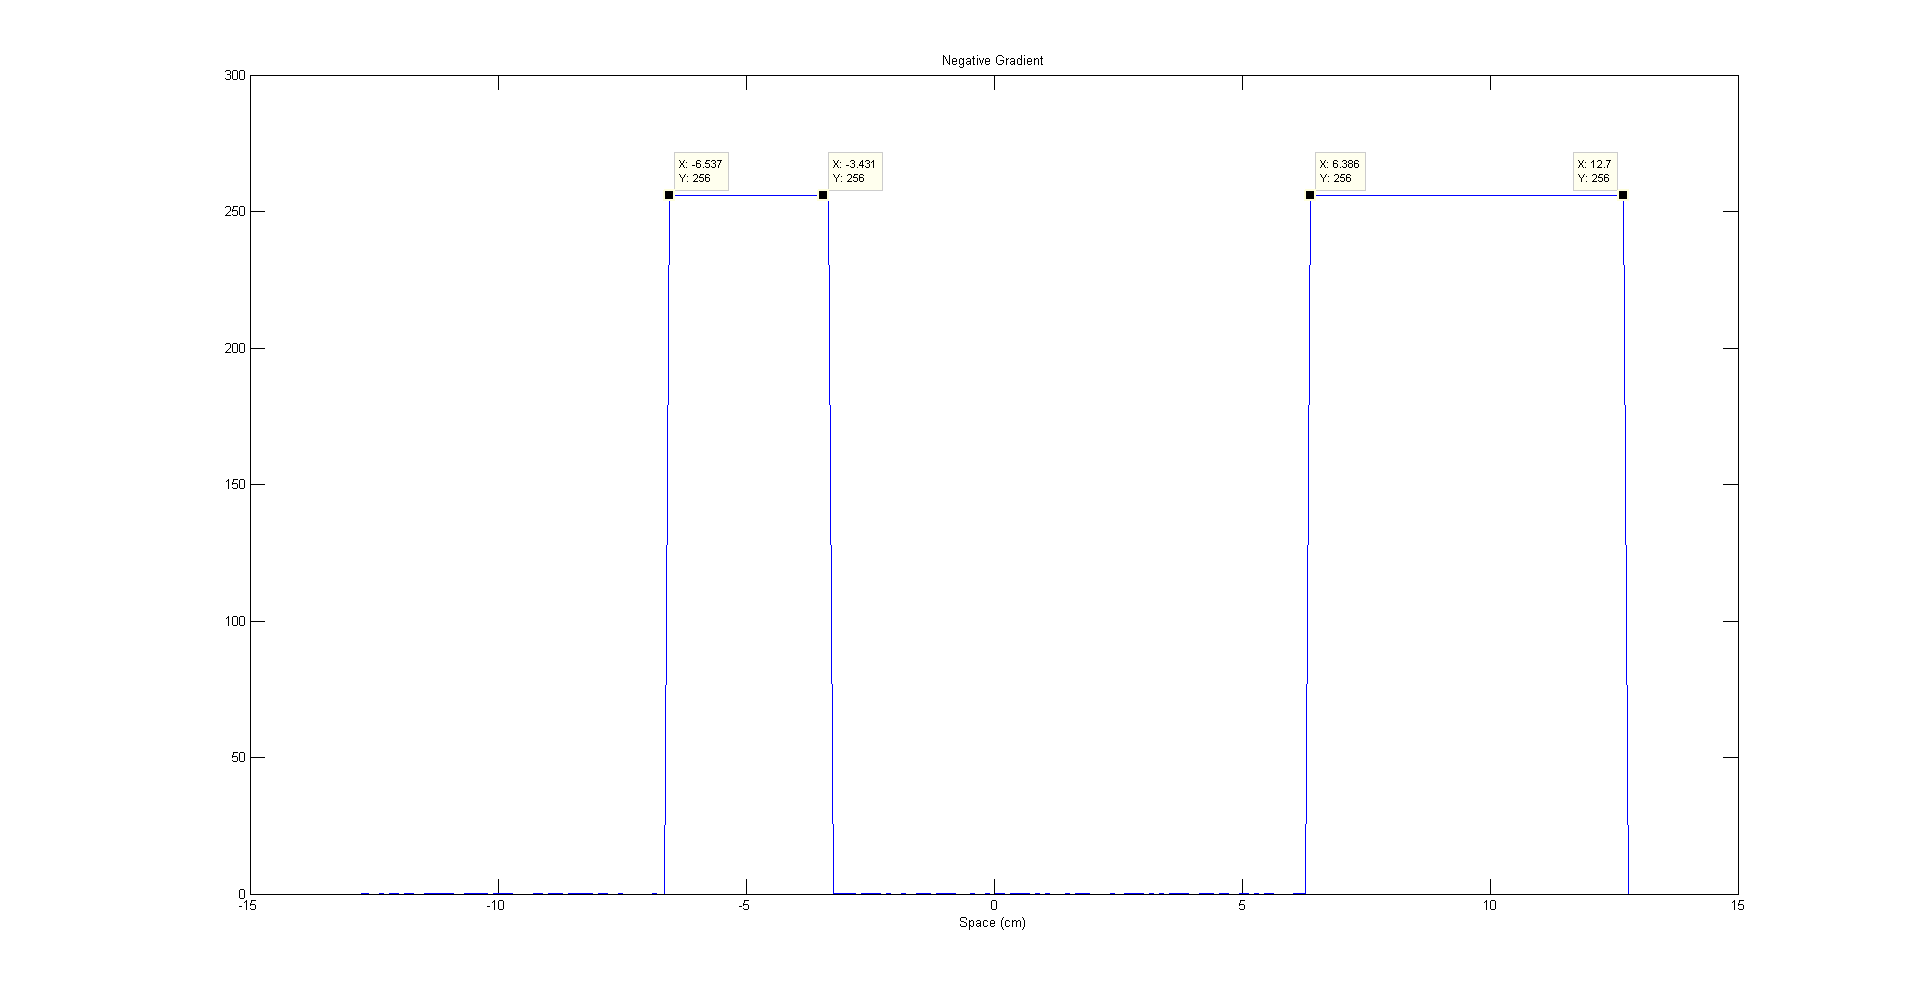 Negative Gradient
300
X: -6.537
Y: 256
X: -3.431
Y: 256
X: 6.386
Y: 256
X: 12.7
Y: 256
250
200
150
100
50
0
-15 -10 -5 0 5 10 15
Space (cm)